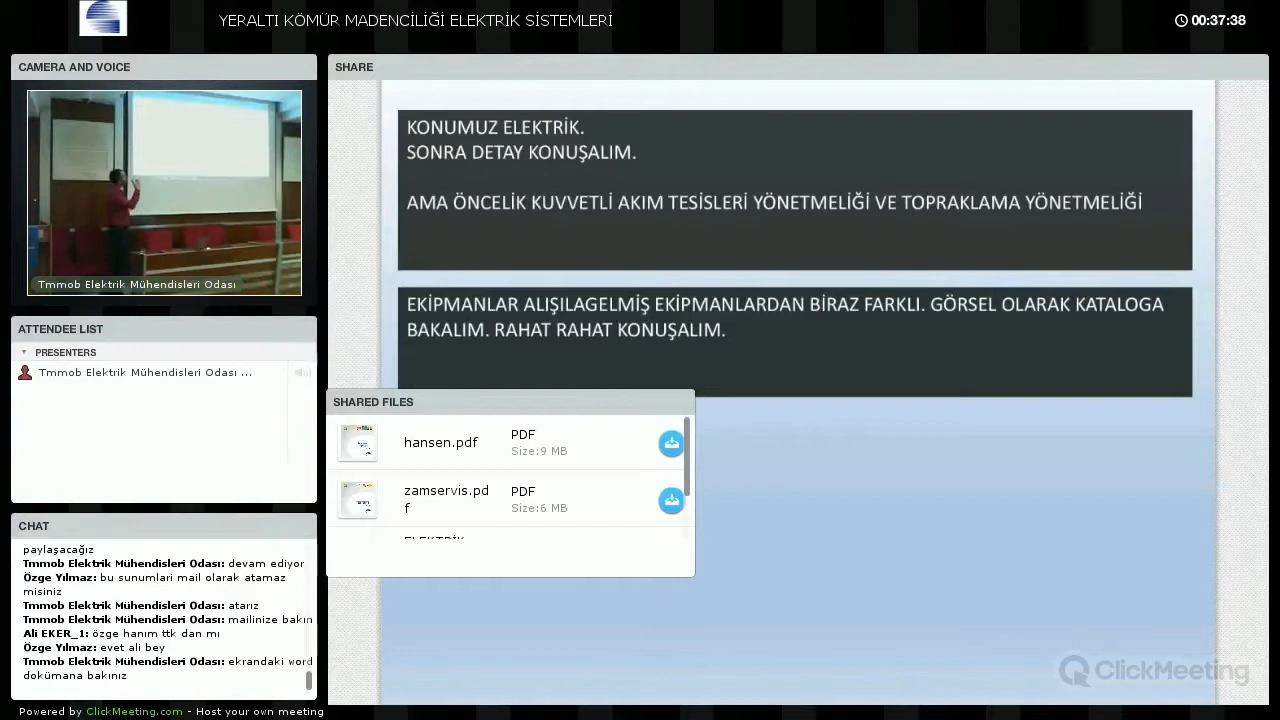 YERALTI KÖMÜR MADENCİLİĞİ ELEKTRİK SİSTEMLERİ
00:37:38
CAMERA AND VOICE
Tmmob Elektrik Mühendisleri Odası
ATTENDEE LIST
PRESENTERS
Tmmob Elektrik Mühendisleri Odası ...
CHAT
paylaşacağız
Tmmob Elektrik Mühendisleri Odası: devam ediyor
Özge Yılmaz: bu sunumlari mail olarak atamaz
misiniz
Tmmob Elektrik Mühendisleri Odası: atarız
Tmmob Elektrik Mühendisleri Odası: mailinize bakın
Ali EKER_1: özge hanım ttk dan mı
Özge Yılmaz: evet ali bey
Tmmob Elektrik Mühendisleri Odası: ekrandaki word
dokümana bakınız
SHARE
KONUMUZ ELEKTRİK.
SONRA DETAY KONUŞALIM.
AMA ÖNCELİK KUVVETLİ AKIM TESİSLERİ YÖNETMELİĞİ VE TOPRAKLAMA YÖNETMELİĞİ
EKİPMANLAR ALIŞILAGELMİŞ EKİPMANLARDAN BİRAZ FARKLI. GÖRSEL OLARAK KATALOGA
BAKALIM. RAHAT RAHAT KONUŞALIM.
SHARED FILES
hansen.pdf
PDF
Size:9 MB
zamservis.pd
f
PDF
Size:6 MB
ELEKTRİK
ClickMeeting
Powered by ClickMeeting.com - Host your own meeting